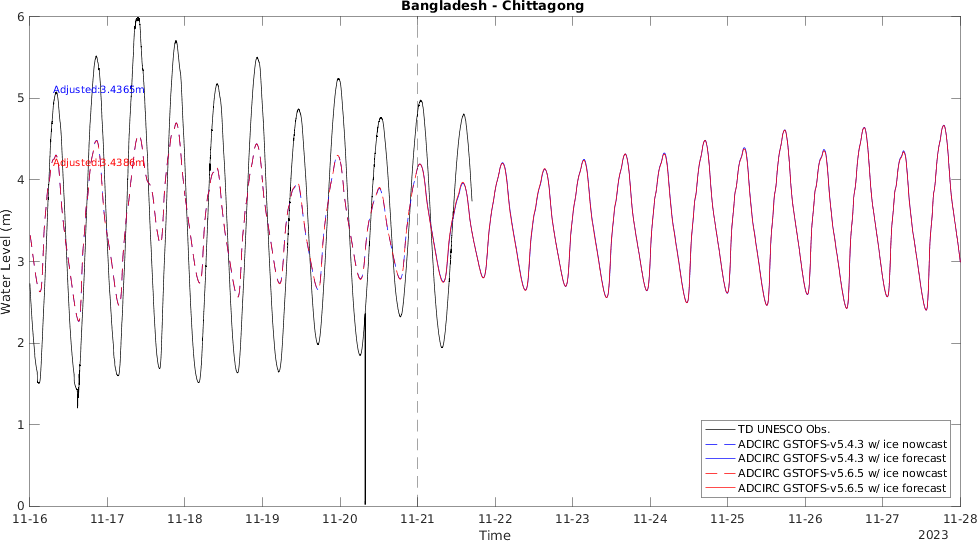 Bangladesh - Chittagong
6
5
4
3
2
1
0
Water Level (m)
Adjusted:3.4365m
Adjusted:3.4386m
TD UNESCO Obs.
ADCIRC GSTOFS-v5.4.3 w/ ice nowcast
ADCIRC GSTOFS-v5.4.3 w/ ice forecast
ADCIRC GSTOFS-v5.6.5 w/ ice nowcast
ADCIRC GSTOFS-v5.6.5 w/ ice forecast
11-16 11-17 11-18 11-19 11-20 11-21 11-22 11-23 11-24 11-25 11-26 11-27 11-28
Time
2023